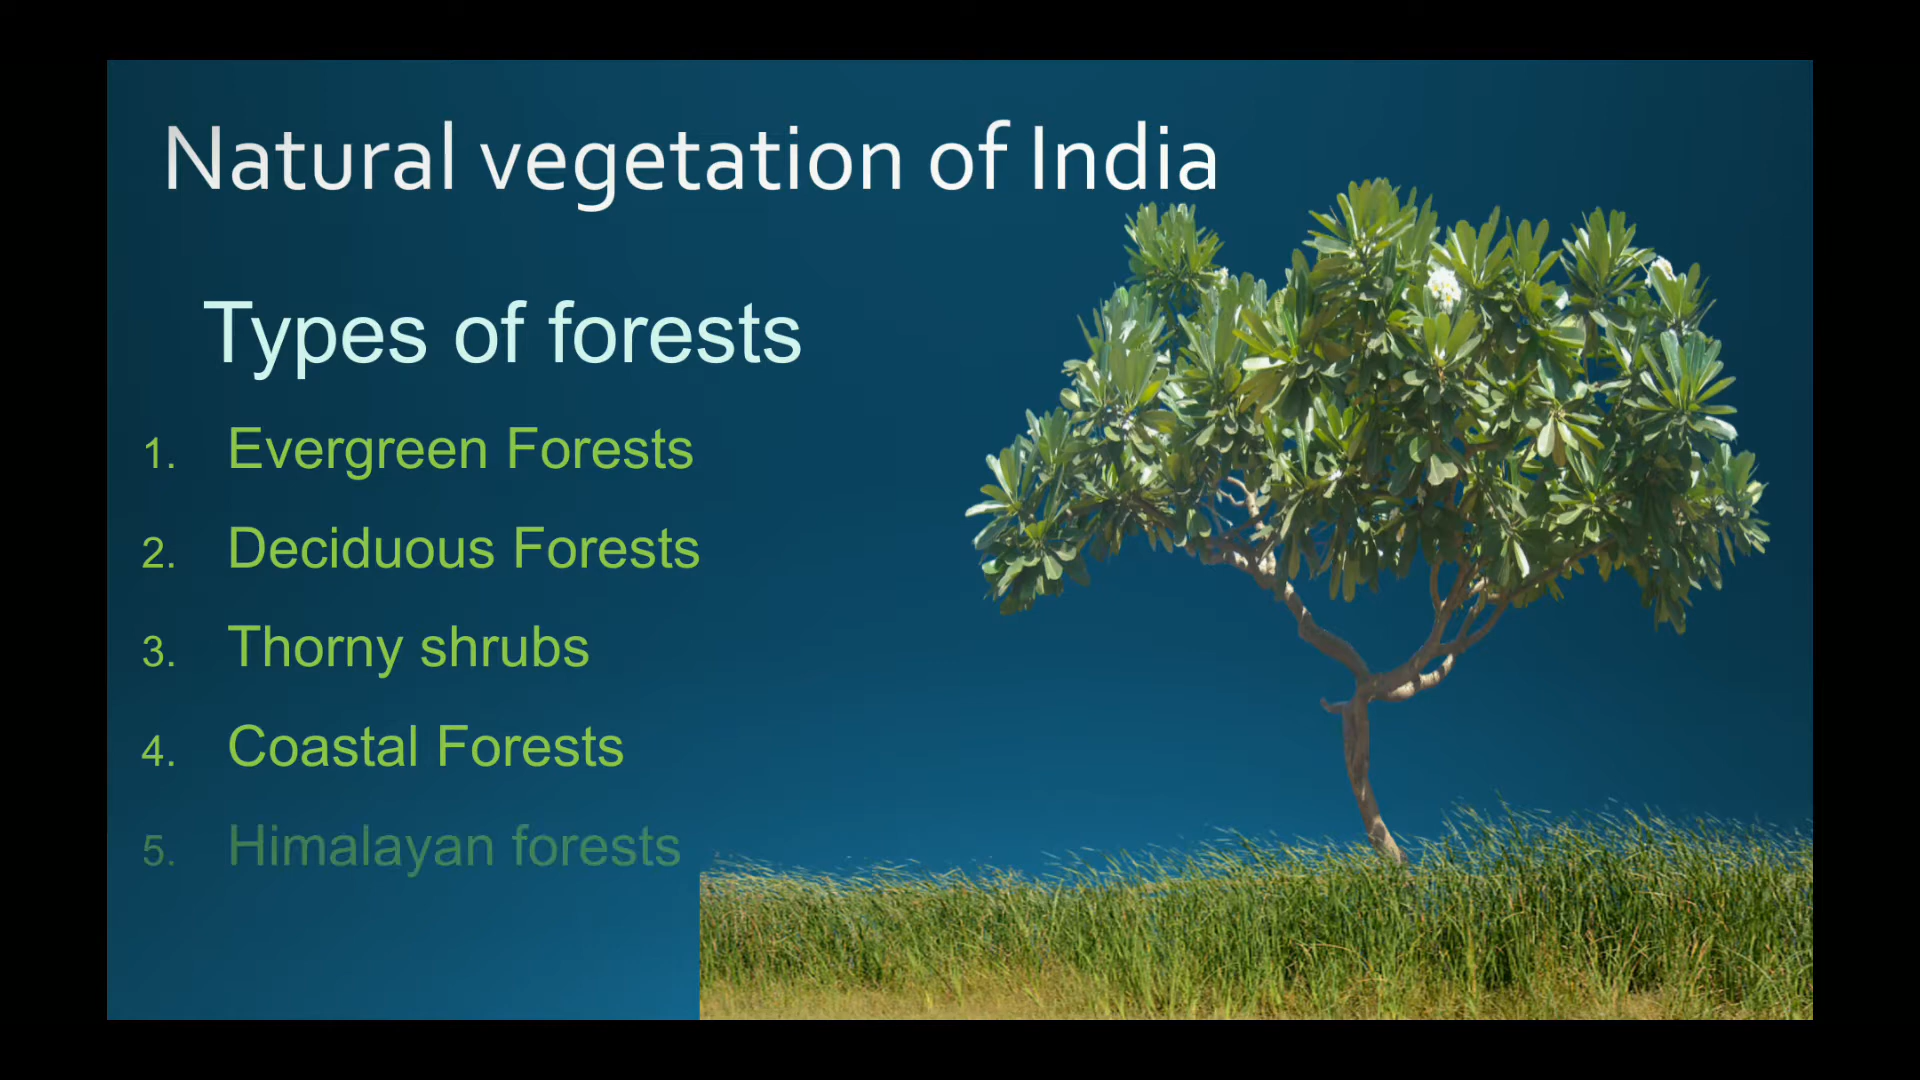 Natural vegetation of India
Types of forests
1. Evergreen Forests
2. Deciduous Forests
3. Thorny shrubs
4. Coastal Forests
5. Himalayan forests